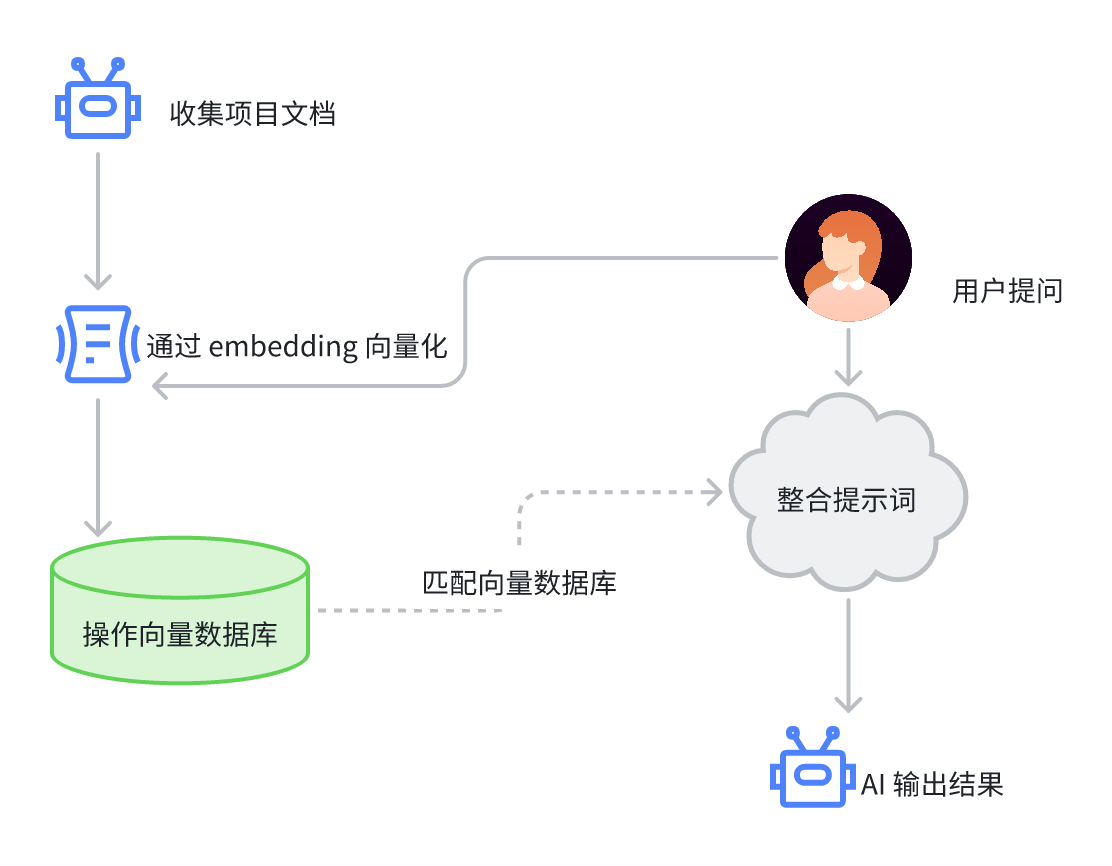 收集项目文档
用户提问
通过 embedding 向量化
整合提示词
匹配向量数据库
操作向量数据库
AI 输出结果